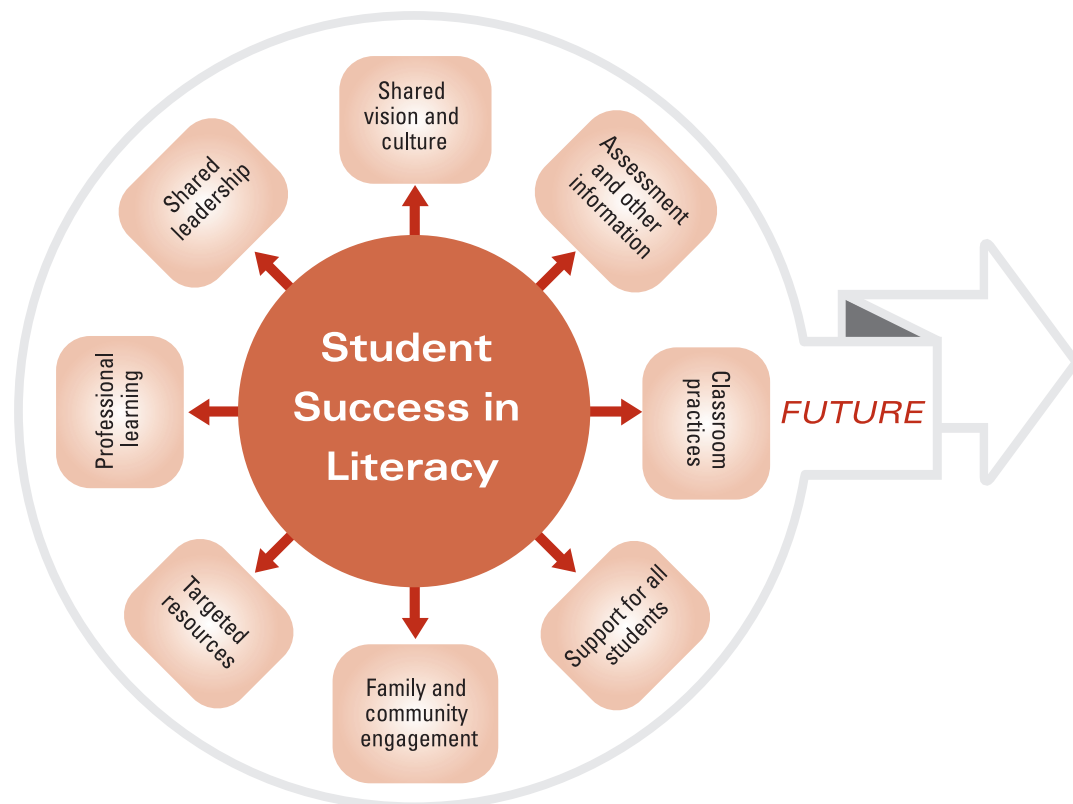 Shared
vision and
culture
Assessment
and other
information
Classroom
practices
Support for all
students
Family and
community
engagement
Targeted
resources
Professional
learning
Shared
leadership
Student
Success in
Literacy
FUTURE